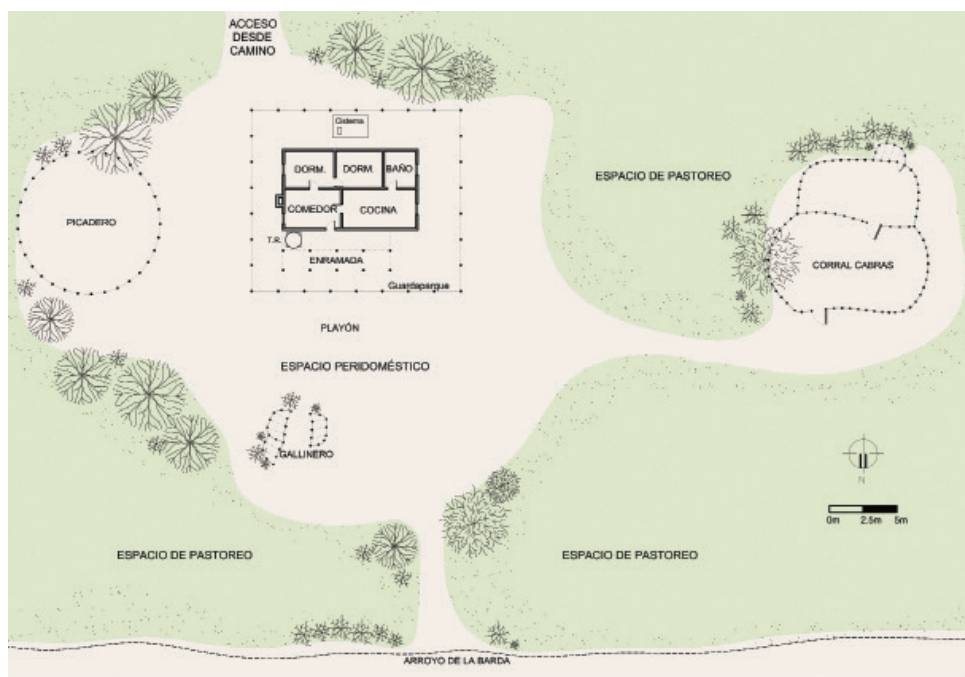 ACCESO
DESDE
CAMINO
Cisterna
DORM.
DORM.
BAÑO
ESPACIO DE PASTOREO
COMEDOR
COCINA
PICADERO
T.R.
ENRAMADA
CORRAL CABRAS
Guardaparque
PLAYÓN
ESPACIO PERIDOMÉSTICO
GALLINERO
N
0m 2.5m 5m
ESPACIO DE PASTOREO
ESPACIO DE PASTOREO
ARROYO DE LA BARDA